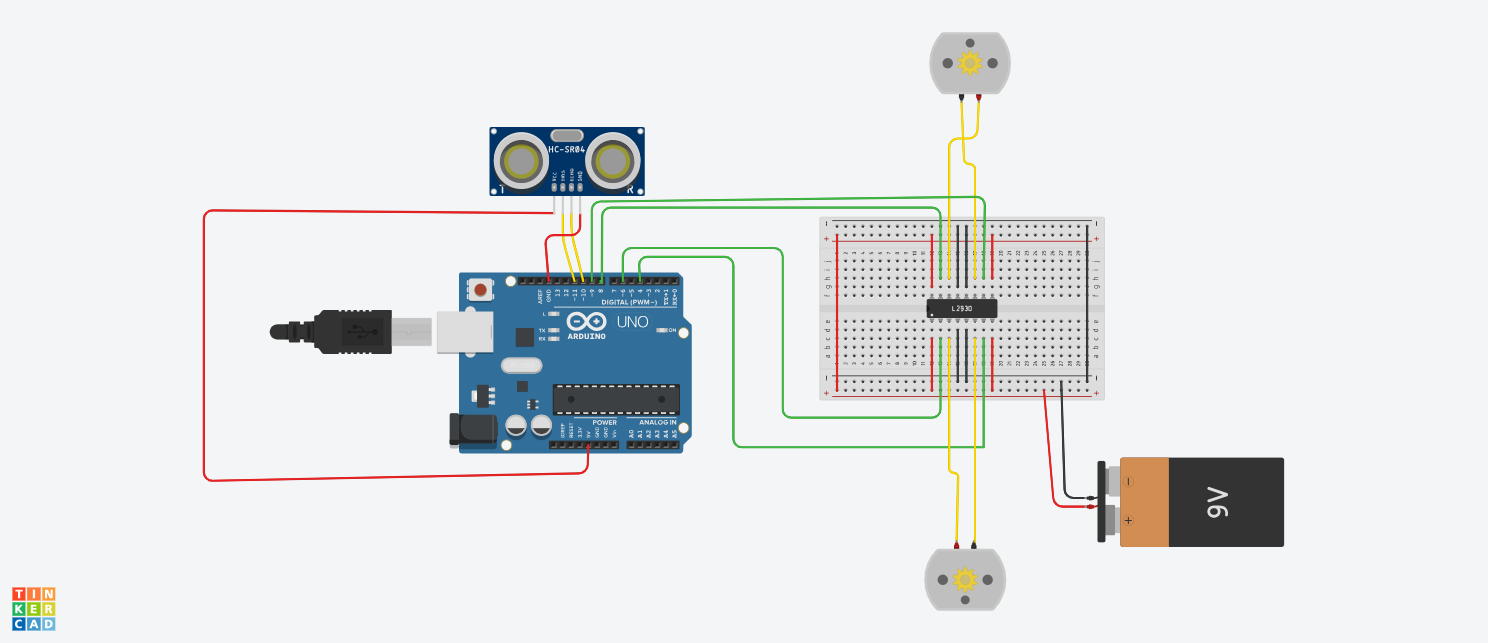 HC-SR04
VCC
TRIG
ECHO
GND
T
R
AREF
GND
13
12
~11
~10
~9
8
7
~6
~5
4
~3
2
TX→1
RX←0
DIGITAL (PWM~)
L
TX
RX
ARDUINO
UNO
ON
L293D
9V
POWER
ANALOG IN
IOREF
RESET
3.3V
5V
GND
GND
Vin
A0
A1
A2
A3
A4
A5
TIN
KER
CAD